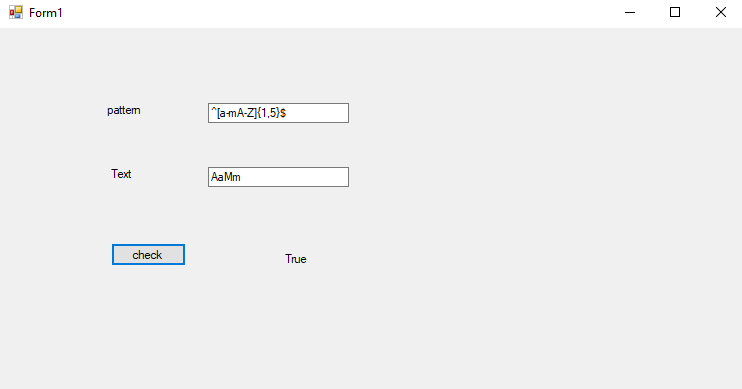 Form1
pattern
^[a-mA-Z]{1,5}$
Text
AaMm
check
True